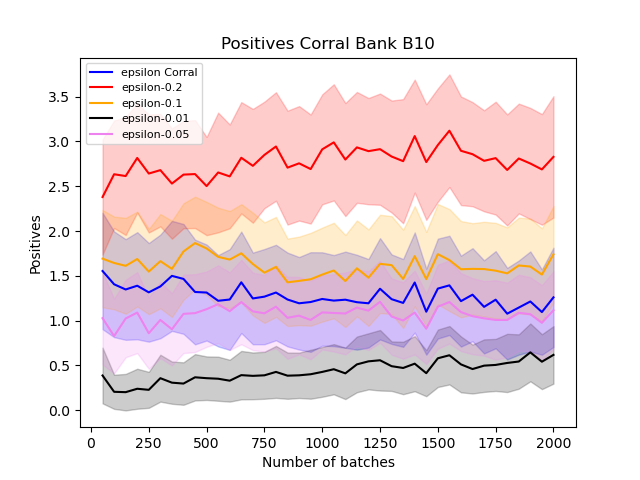 Positives Corral Bank B10
epsilon Corral
epsilon-0.2
epsilon-0.1
epsilon-0.01
epsilon-0.05
Positives
3.5
3.0
2.5
2.0
1.5
1.0
0.5
0.0
0 250 500 750 1000 1250 1500 1750 2000
Number of batches